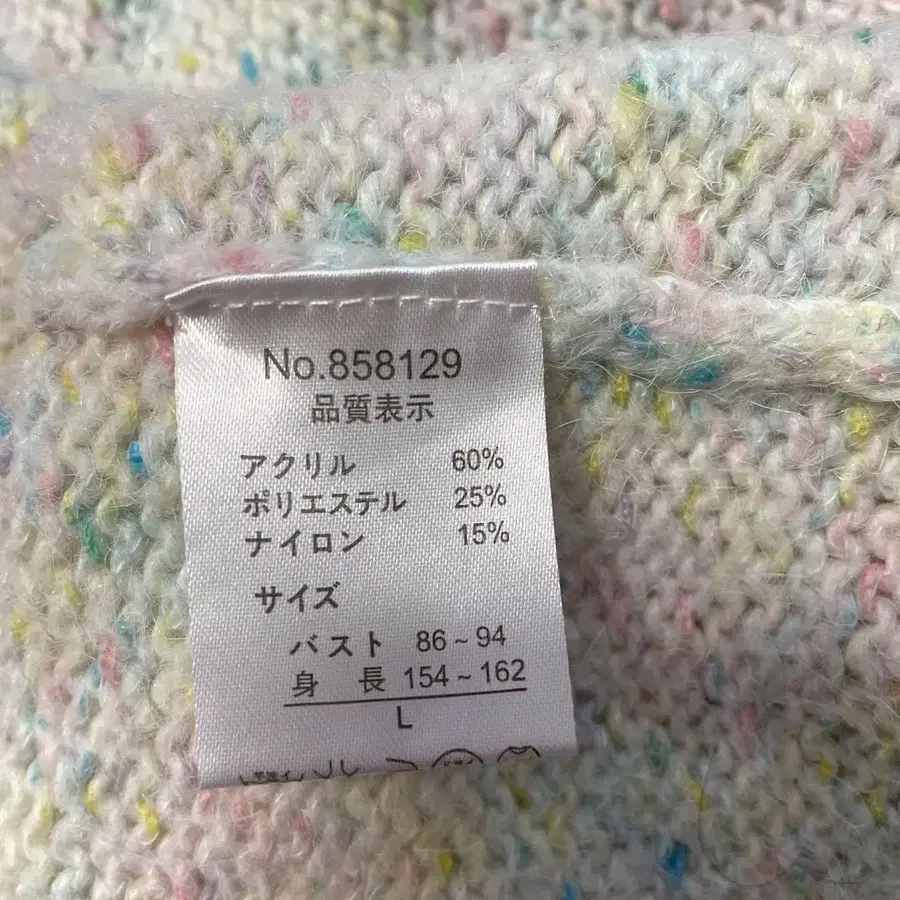 No.858129
品質表示
アクリル 60%
ポリエステル 25%
ナイロン 15%
サイズ
バスト 86~94
身 長 154~162
L